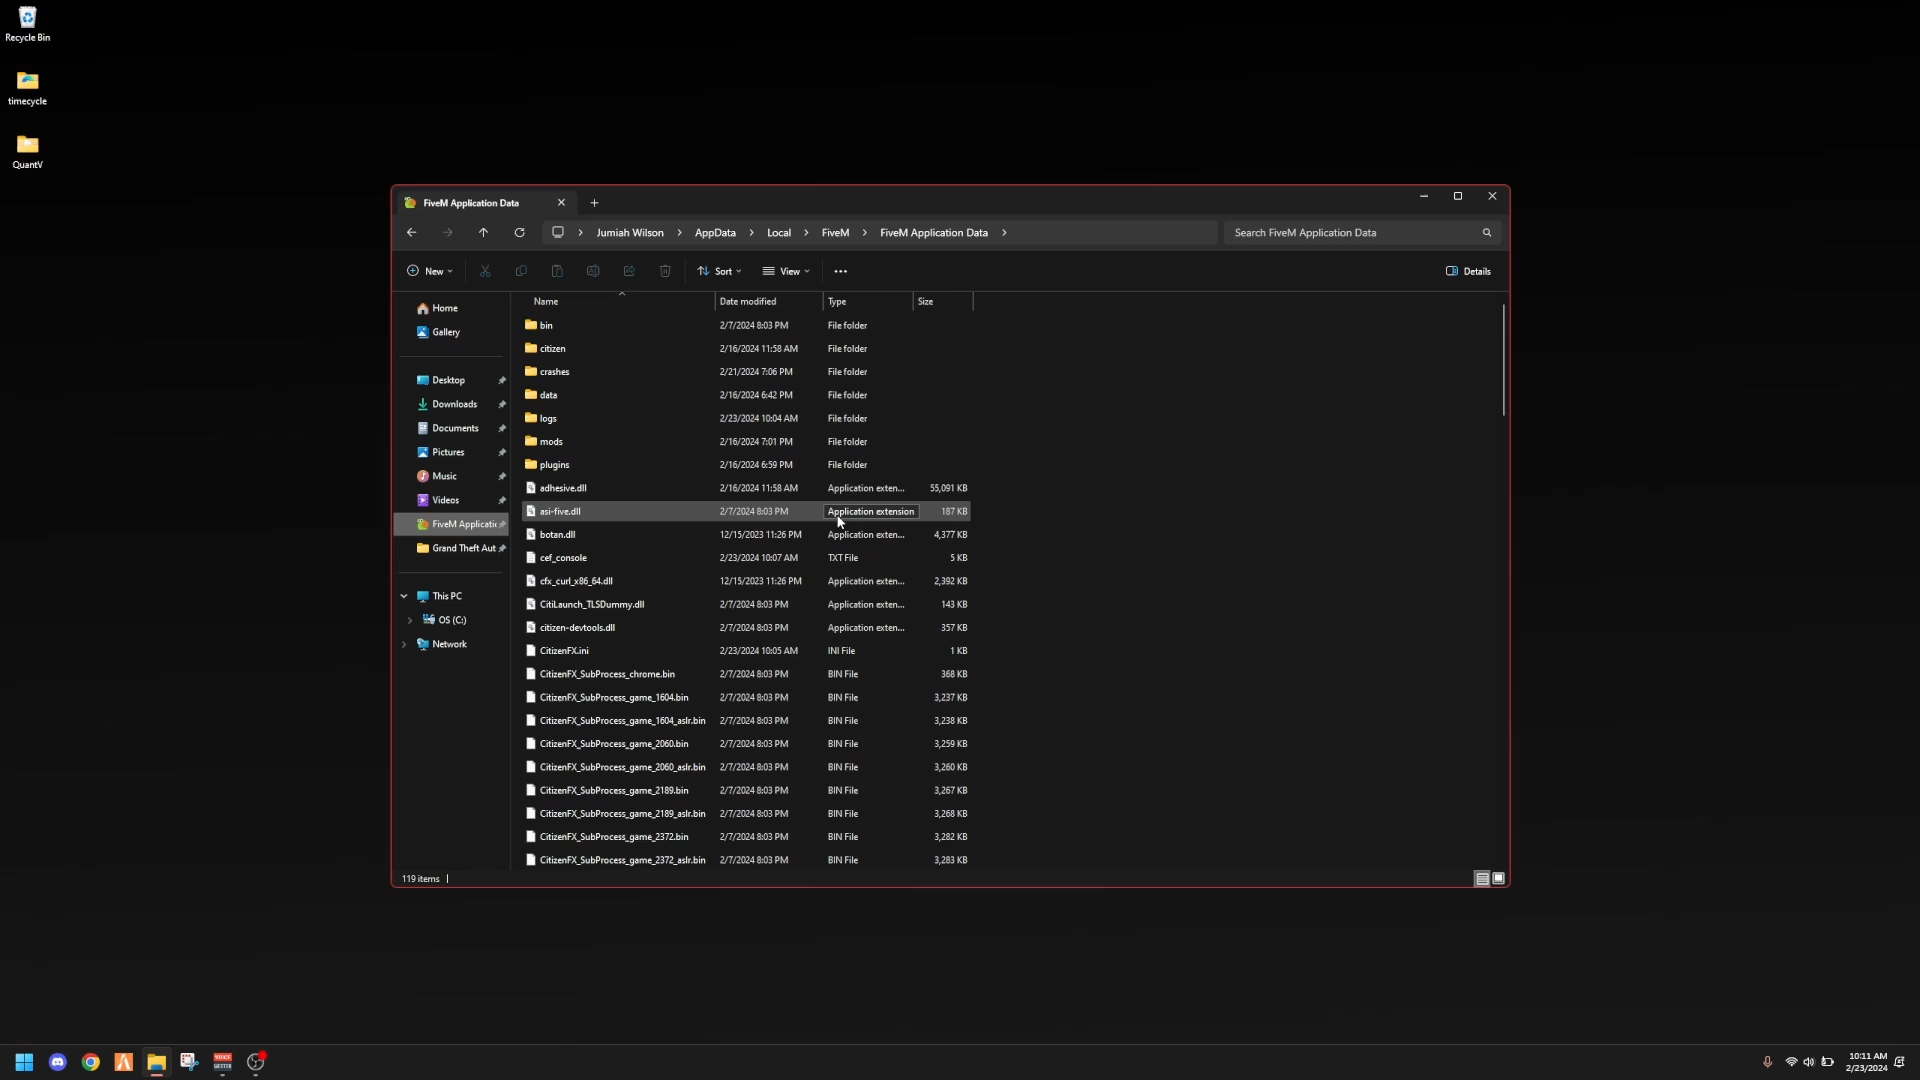 Recycle Bin
timecycle
QuantV
FiveM Application Data
Jumiah Wilson > AppData > Local > FiveM > FiveM Application Data >
Search FiveM Application Data
New
Sort
View
Details
Home
Gallery
Desktop
Downloads
Documents
Pictures
Music
Videos
FiveM Applicatic
Grand Theft Aut
This PC
OS (C:)
Network
Name Date modified Type Size
bin 2/7/2024 8:03 PM File folder
citizen 2/16/2024 11:58 AM File folder
crashes 2/21/2024 7:06 PM File folder
data 2/16/2024 6:42 PM File folder
logs 2/23/2024 10:04 AM File folder
mods 2/16/2024 7:01 PM File folder
plugins 2/16/2024 6:59 PM File folder
adhesive.dll 2/16/2024 11:58 AM Application exten... 55,091 KB
asi-five.dll 2/7/2024 8:03 PM Application extension 187 KB
botan.dll 12/15/2023 11:26 PM Application exten... 4,377 KB
cef_console 2/23/2024 10:07 AM TXT File 5 KB
cfx_curl_x86_64.dll 12/15/2023 11:26 PM Application exten... 2,392 KB
CitiLaunch_TLSDummy.dll 2/7/2024 8:03 PM Application exten... 143 KB
citizen-devtools.dll 2/7/2024 8:03 PM Application exten... 357 KB
CitizenFX.ini 2/23/2024 10:05 AM INI File 1 KB
CitizenFX_SubProcess_chrome.bin 2/7/2024 8:03 PM BIN File 368 KB
CitizenFX_SubProcess_game_1604.bin 2/7/2024 8:03 PM BIN File 3,237 KB
CitizenFX_SubProcess_game_1604_aslr.bin 2/7/2024 8:03 PM BIN File 3,238 KB
CitizenFX_SubProcess_game_2060.bin 2/7/2024 8:03 PM BIN File 3,259 KB
CitizenFX_SubProcess_game_2060_aslr.bin 2/7/2024 8:03 PM BIN File 3,260 KB
CitizenFX_SubProcess_game_2189.bin 2/7/2024 8:03 PM BIN File 3,267 KB
CitizenFX_SubProcess_game_2189_aslr.bin 2/7/2024 8:03 PM BIN File 3,268 KB
CitizenFX_SubProcess_game_2372.bin 2/7/2024 8:03 PM BIN File 3,282 KB
CitizenFX_SubProcess_game_2372_aslr.bin 2/7/2024 8:03 PM BIN File 3,283 KB
119 items
VOICE
MEETER
10:11 AM
2/23/2024